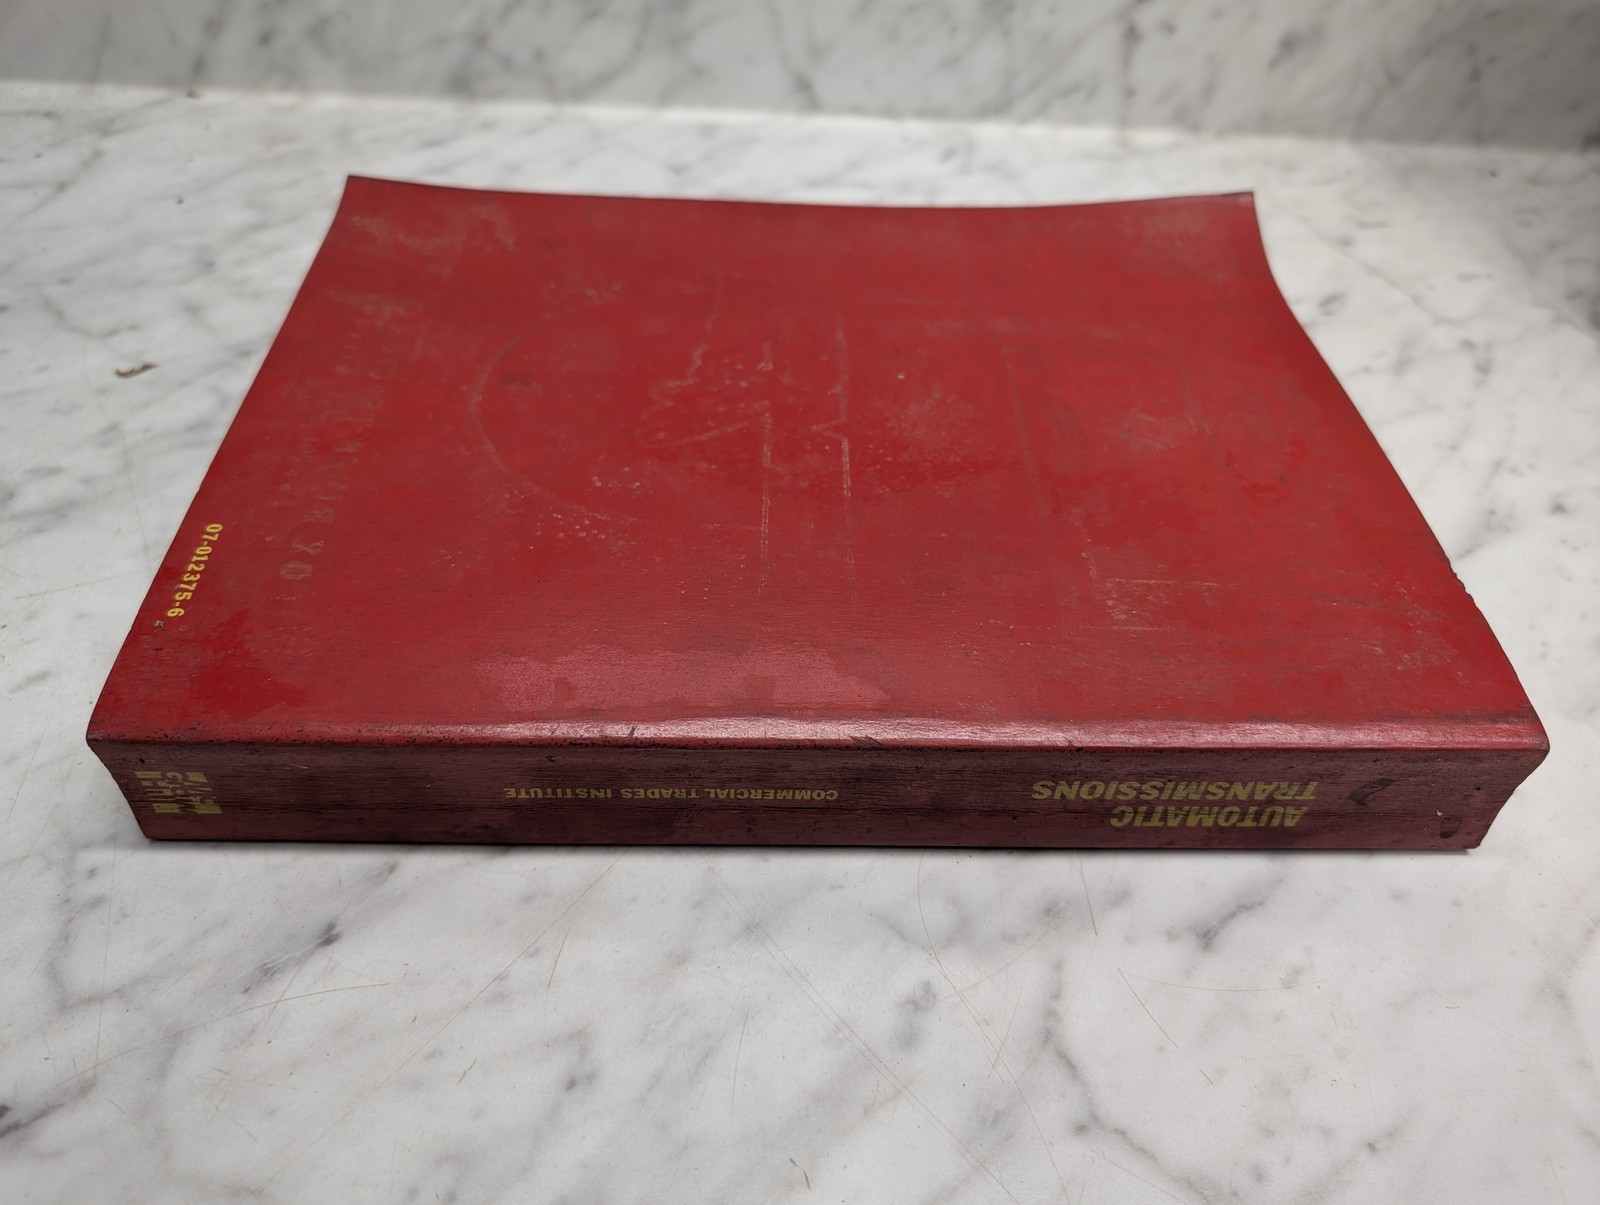 07-012375-6
AUTOMATIC
TRANSMISSIONS
COMMERCIAL TRADES INSTITUTE